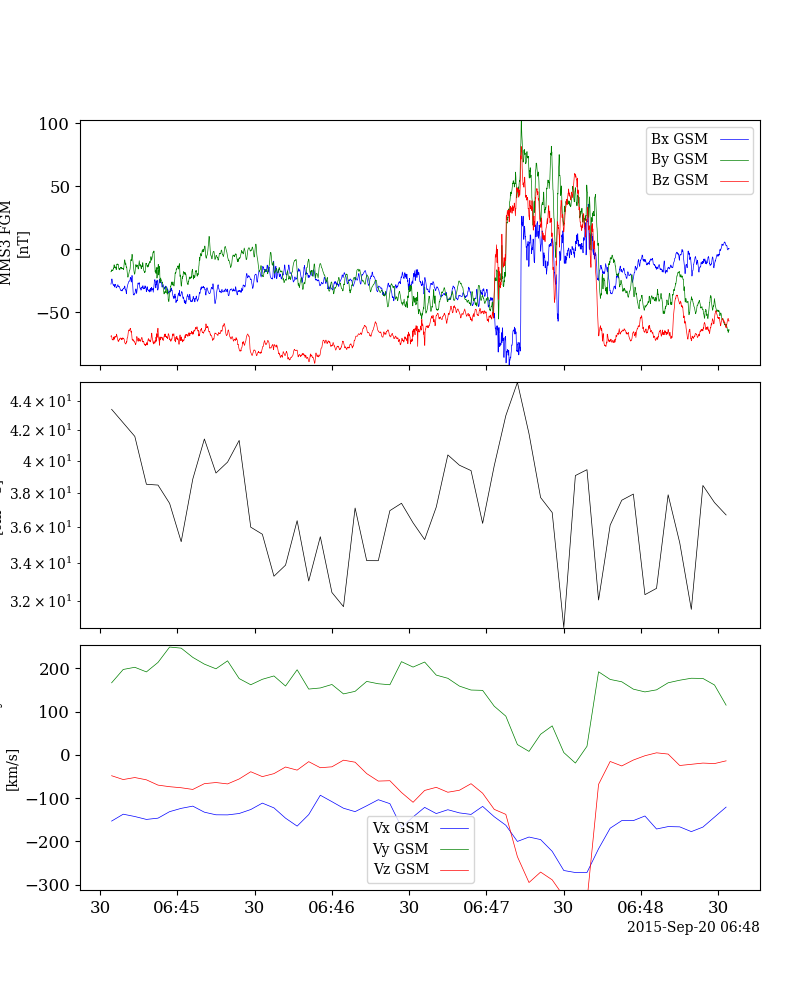 100
50
0
−50
MMS3 FGM
[nT]
Bx GSM
By GSM
Bz GSM
4.4 × 10¹
4.2 × 10¹
4 × 10¹
3.8 × 10¹
3.6 × 10¹
3.4 × 10¹
3.2 × 10¹
200
100
0
−100
−200
−300
[km/s]
Vx GSM
Vy GSM
Vz GSM
30 06:45 30 06:46 30 06:47 30 06:48 30
2015-Sep-20 06:48